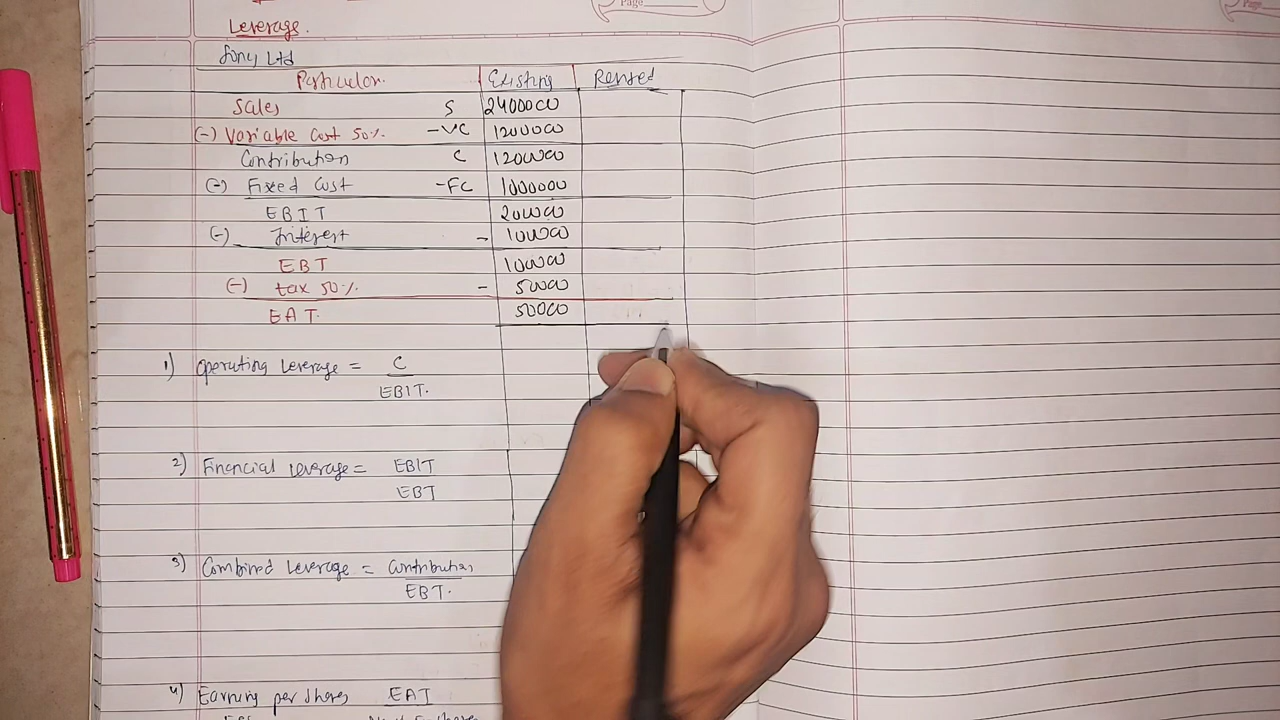 Page
Leverage.
Sony Ltd
Particular Existing Revised
Sales S 2400000
(-) Variable Cost 50% -VC 1200000
Contribution C 1200000
(-) Fixed Cost -FC 1000000
EBIT 200000
(-) Interest - 100000
EBT 100000
(-) tax 50% - 50000
EAT. 50000
1) Operating Leverage = C
EBIT.
2) Financial Leverage = EBIT
EBT
3) Combined Leverage = Contribution
EBT.
4) Earning per Shares EAT